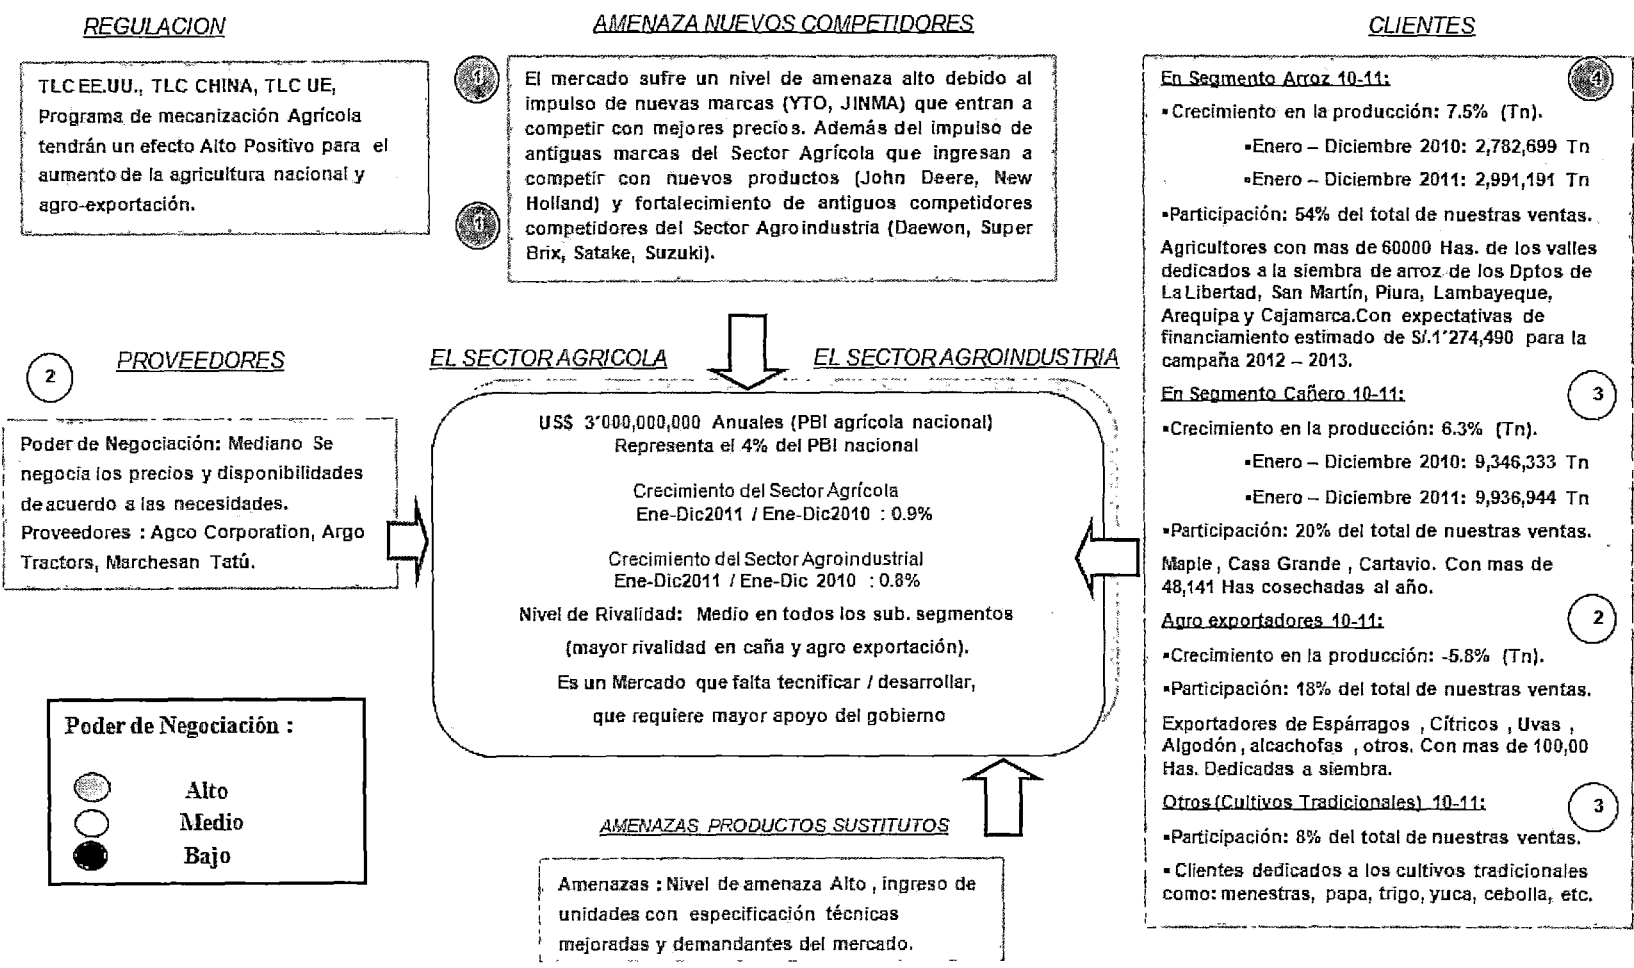 REGULACION
TLC EE.UU., TLC CHINA, TLC UE,
Programa de mecanización Agrícola
tendrán un efecto Alto Positivo para el
aumento de la agricultura nacional y
agro-exportación.
AMENAZA NUEVOS COMPETIDORES
1
1
El mercado sufre un nivel de amenaza alto debido al
impulso de nuevas marcas (YTO, JINMA) que entran a
competir con mejores precios. Además del impulso de
antiguas marcas del Sector Agrícola que ingresan a
competir con nuevos productos (John Deere, New
Holland) y fortalecimiento de antiguos competidores
competidores del Sector Agroindustria (Daewon, Super
Brix, Satake, Suzuki).
2
PROVEEDORES
Poder de Negociación: Mediano Se
negocia los precios y disponibilidades
de acuerdo a las necesidades.
Proveedores : Agco Corporation, Argo
Tractors, Marchesan Tatú.
EL SECTOR AGRICOLA
EL SECTOR AGROINDUSTRIA
US$ 3´000,000,000 Anuales (PBI agrícola nacional)
Representa el 4% del PBI nacional
Crecimiento del Sector Agrícola
Ene-Dic2011 / Ene-Dic2010 : 0.9%
Crecimiento del Sector Agroindustrial
Ene-Dic2011 / Ene-Dic 2010 : 0.8%
Nivel de Rivalidad: Medio en todos los sub. segmentos
(mayor rivalidad en caña y agro exportación).
Es un Mercado que falta tecnificar / desarrollar,
que requiere mayor apoyo del gobierno
Poder de Negociación :
Alto
Medio
Bajo
AMENAZAS PRODUCTOS SUSTITUTOS
Amenazas : Nivel de amenaza Alto , ingreso de
unidades con especificación técnicas
mejoradas y demandantes del mercado.
CLIENTES
En Segmento Arroz 10-11:
4
▪Crecimiento en la producción: 7.5% (Tn).
▪Enero – Diciembre 2010: 2,782,699 Tn
▪Enero – Diciembre 2011: 2,991,191 Tn
▪Participación: 54% del total de nuestras ventas.
Agricultores con mas de 60000 Has. de los valles
dedicados a la siembra de arroz de los Dptos de
La Libertad, San Martín, Piura, Lambayeque,
Arequipa y Cajamarca.Con expectativas de
financiamiento estimado de S/.1´274,490 para la
campaña 2012 – 2013.
En Segmento Cañero 10-11:
3
▪Crecimiento en la producción: 6.3% (Tn).
▪Enero – Diciembre 2010: 9,346,333 Tn
▪Enero – Diciembre 2011: 9,936,944 Tn
▪Participación: 20% del total de nuestras ventas.
Maple , Casa Grande , Cartavio. Con mas de
48,141 Has cosechadas al año.
Agro exportadores 10-11:
2
▪Crecimiento en la producción: -5.8% (Tn).
▪Participación: 18% del total de nuestras ventas.
Exportadores de Espárragos , Cítricos , Uvas ,
Algodón , alcachofas , otros. Con mas de 100,00
Has. Dedicadas a siembra.
Otros (Cultivos Tradicionales) 10-11:
3
▪Participación: 8% del total de nuestras ventas.
▪ Clientes dedicados a los cultivos tradicionales
como: menestras, papa, trigo, yuca, cebolla, etc.